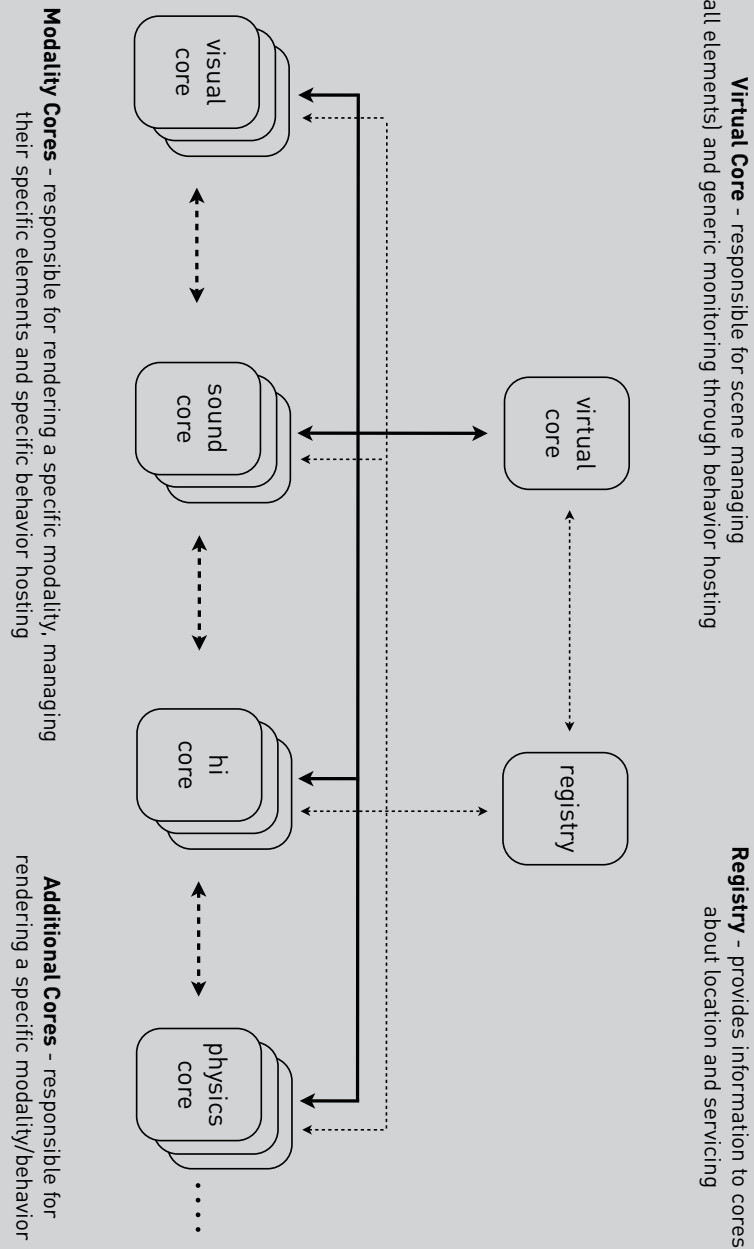 Virtual Core - responsible for scene managing
all elements) and generic monitoring through behavior hosting
Registry - provides information to cores
about location and servicing
virtual
core
registry
visual
core
sound
core
hi
core
physics
core
....
Modality Cores - responsible for rendering a specific modality, managing
their specific elements and specific behavior hosting
Additional Cores - responsible for
rendering a specific modality/behavior